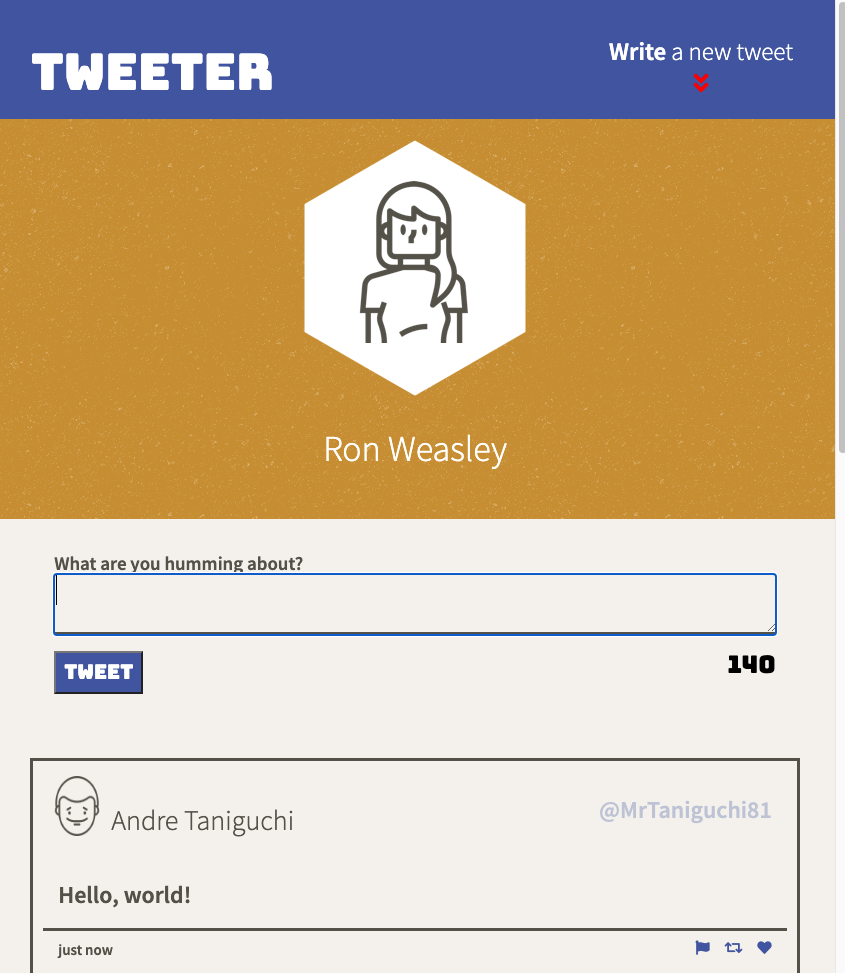 TWEETER
Write a new tweet
Ron Weasley
What are you humming about?
TWEET
140
Andre Taniguchi
@MrTaniguchi81
Hello, world!
just now